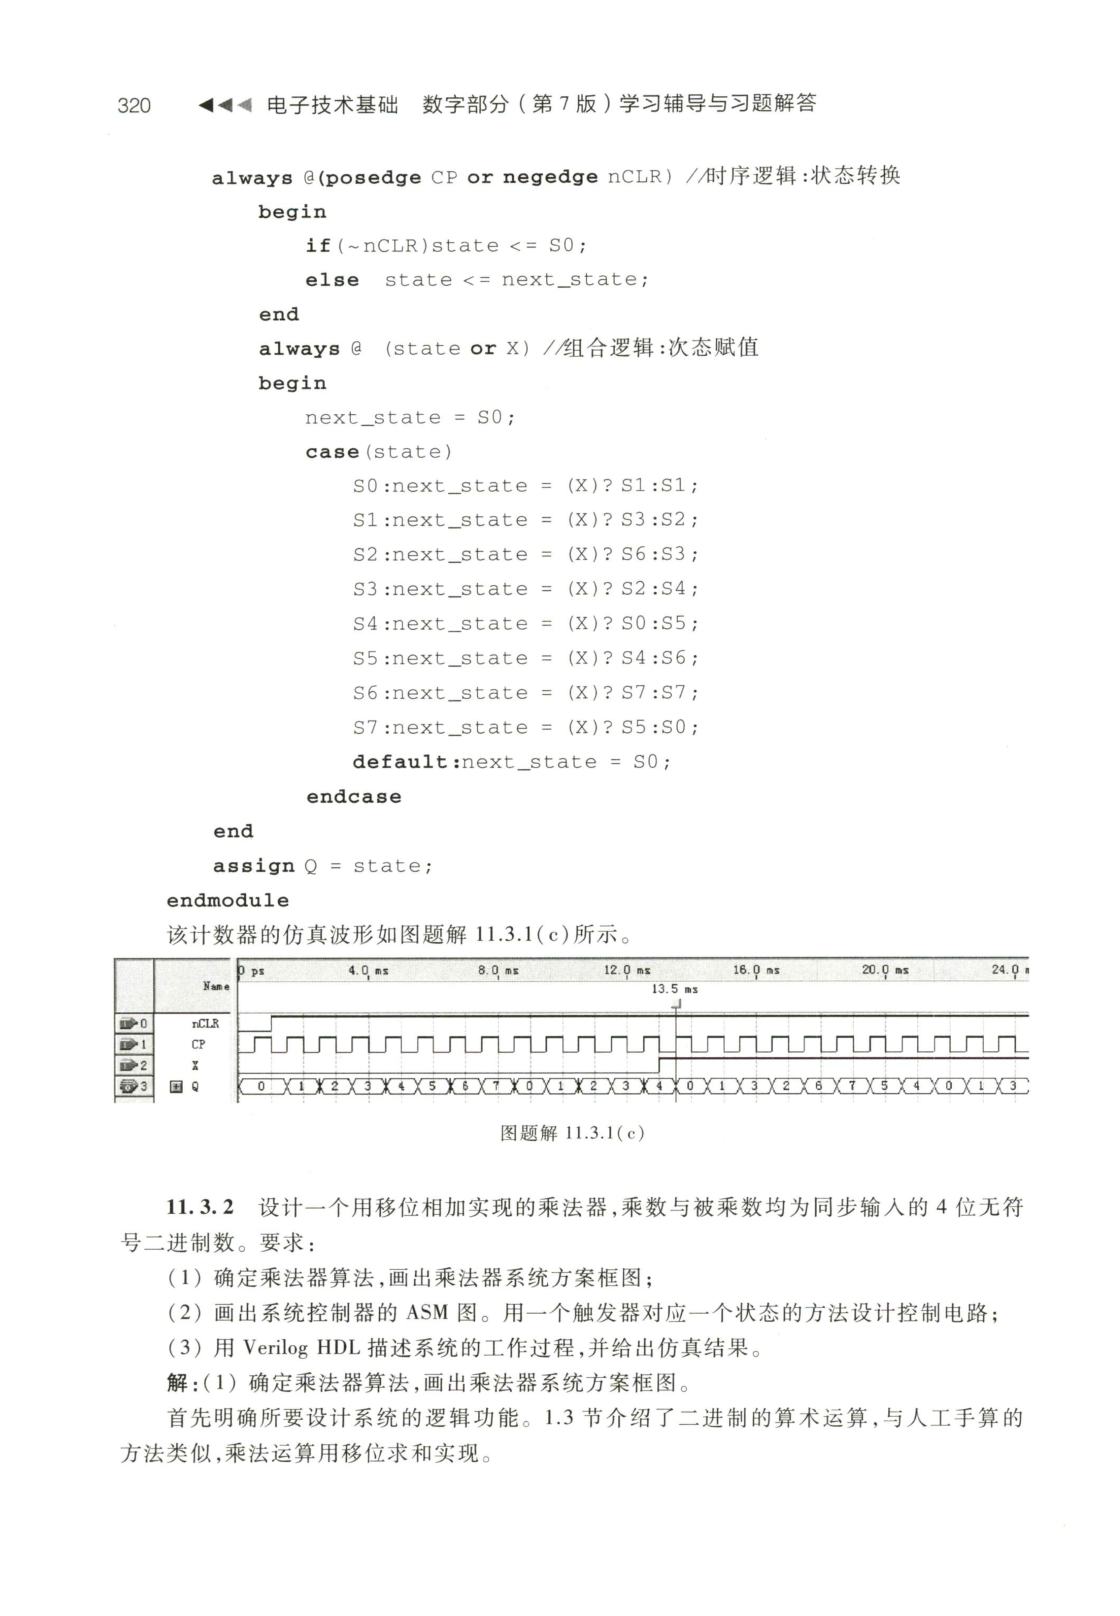 320 ◀◀◀ 电子技术基础 数字部分（第 7 版）学习辅导与习题解答
always @(posedge CP or negedge nCLR) //时序逻辑:状态转换
begin
if(~nCLR)state <= S0;
else state <= next_state;
end
always @ (state or X) //组合逻辑:次态赋值
begin
next_state = S0;
case(state)
S0:next_state = (X)? S1:S1;
S1:next_state = (X)? S3:S2;
S2:next_state = (X)? S6:S3;
S3:next_state = (X)? S2:S4;
S4:next_state = (X)? S0:S5;
S5:next_state = (X)? S4:S6;
S6:next_state = (X)? S7:S7;
S7:next_state = (X)? S5:S0;
default:next_state = S0;
endcase
end
assign Q = state;
endmodule
该计数器的仿真波形如图题解 11.3.1(c)所示。
0 ps 4.0 ms 8.0 ms 12.0 ms 16.0 ms 20.0 ms 24.0
Name 13.5 ms
0 nCLR
1 CP
2 X
3 Q 0 1 2 3 4 5 6 7 0 1 2 3 4 0 1 3 2 6 7 5 4 0 1 3
图题解 11.3.1(c)
11.3.2 设计一个用移位相加实现的乘法器,乘数与被乘数均为同步输入的 4 位无符
号二进制数。要求:
(1) 确定乘法器算法,画出乘法器系统方案框图;
(2) 画出系统控制器的 ASM 图。用一个触发器对应一个状态的方法设计控制电路;
(3) 用 Verilog HDL 描述系统的工作过程,并给出仿真结果。
解:(1) 确定乘法器算法,画出乘法器系统方案框图。
首先明确所要设计系统的逻辑功能。1.3 节介绍了二进制的算术运算,与人工手算的
方法类似,乘法运算用移位求和实现。